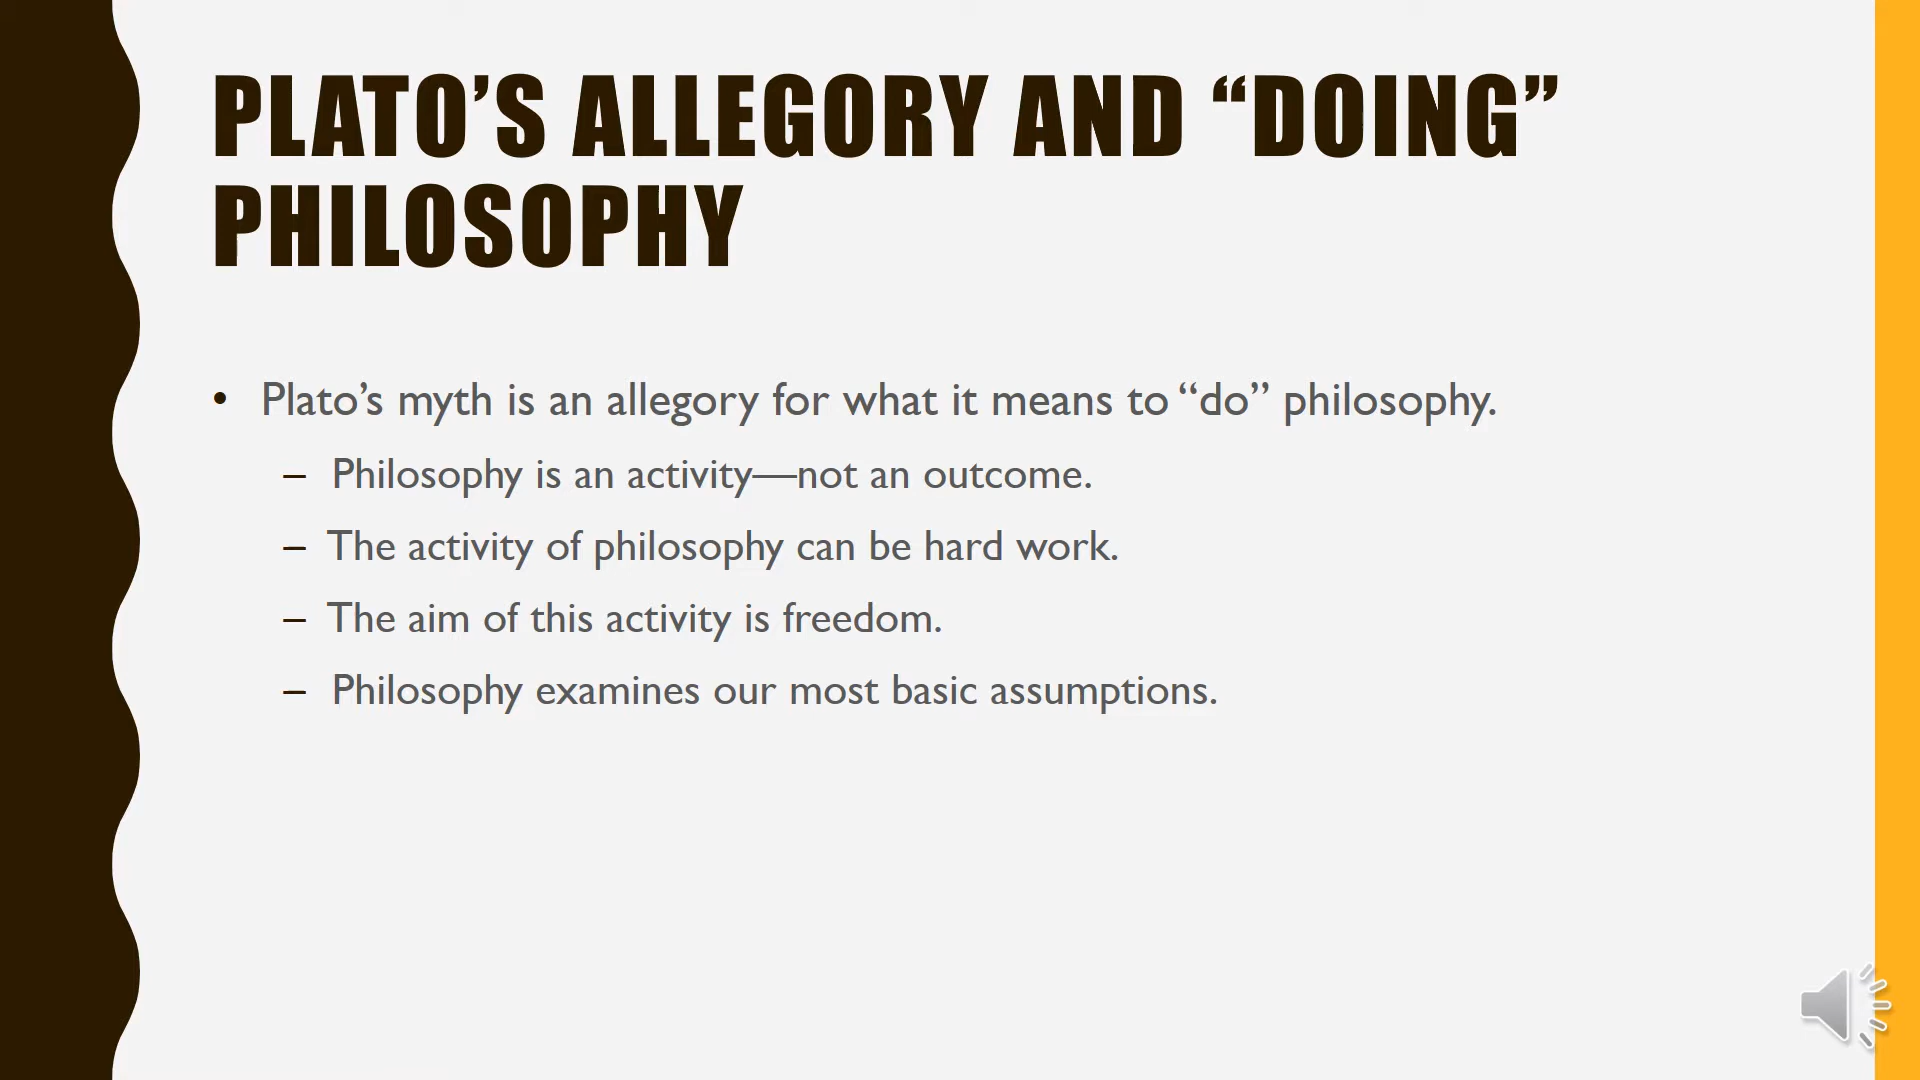 PLATO’S ALLEGORY AND “DOING”
PHILOSOPHY
• Plato’s myth is an allegory for what it means to “do” philosophy.
– Philosophy is an activity—not an outcome.
– The activity of philosophy can be hard work.
– The aim of this activity is freedom.
– Philosophy examines our most basic assumptions.